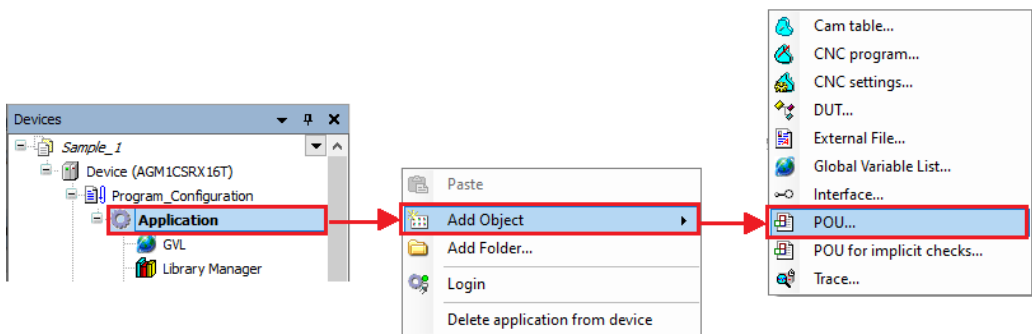 Devices
Sample_1
Device (AGM1CSRX16T)
Program_Configuration
Application
GVL
Library Manager
Paste
Add Object
Add Folder...
Login
Delete application from device
Cam table...
CNC program...
CNC settings...
DUT...
External File...
Global Variable List...
Interface...
POU...
POU for implicit checks...
Trace...